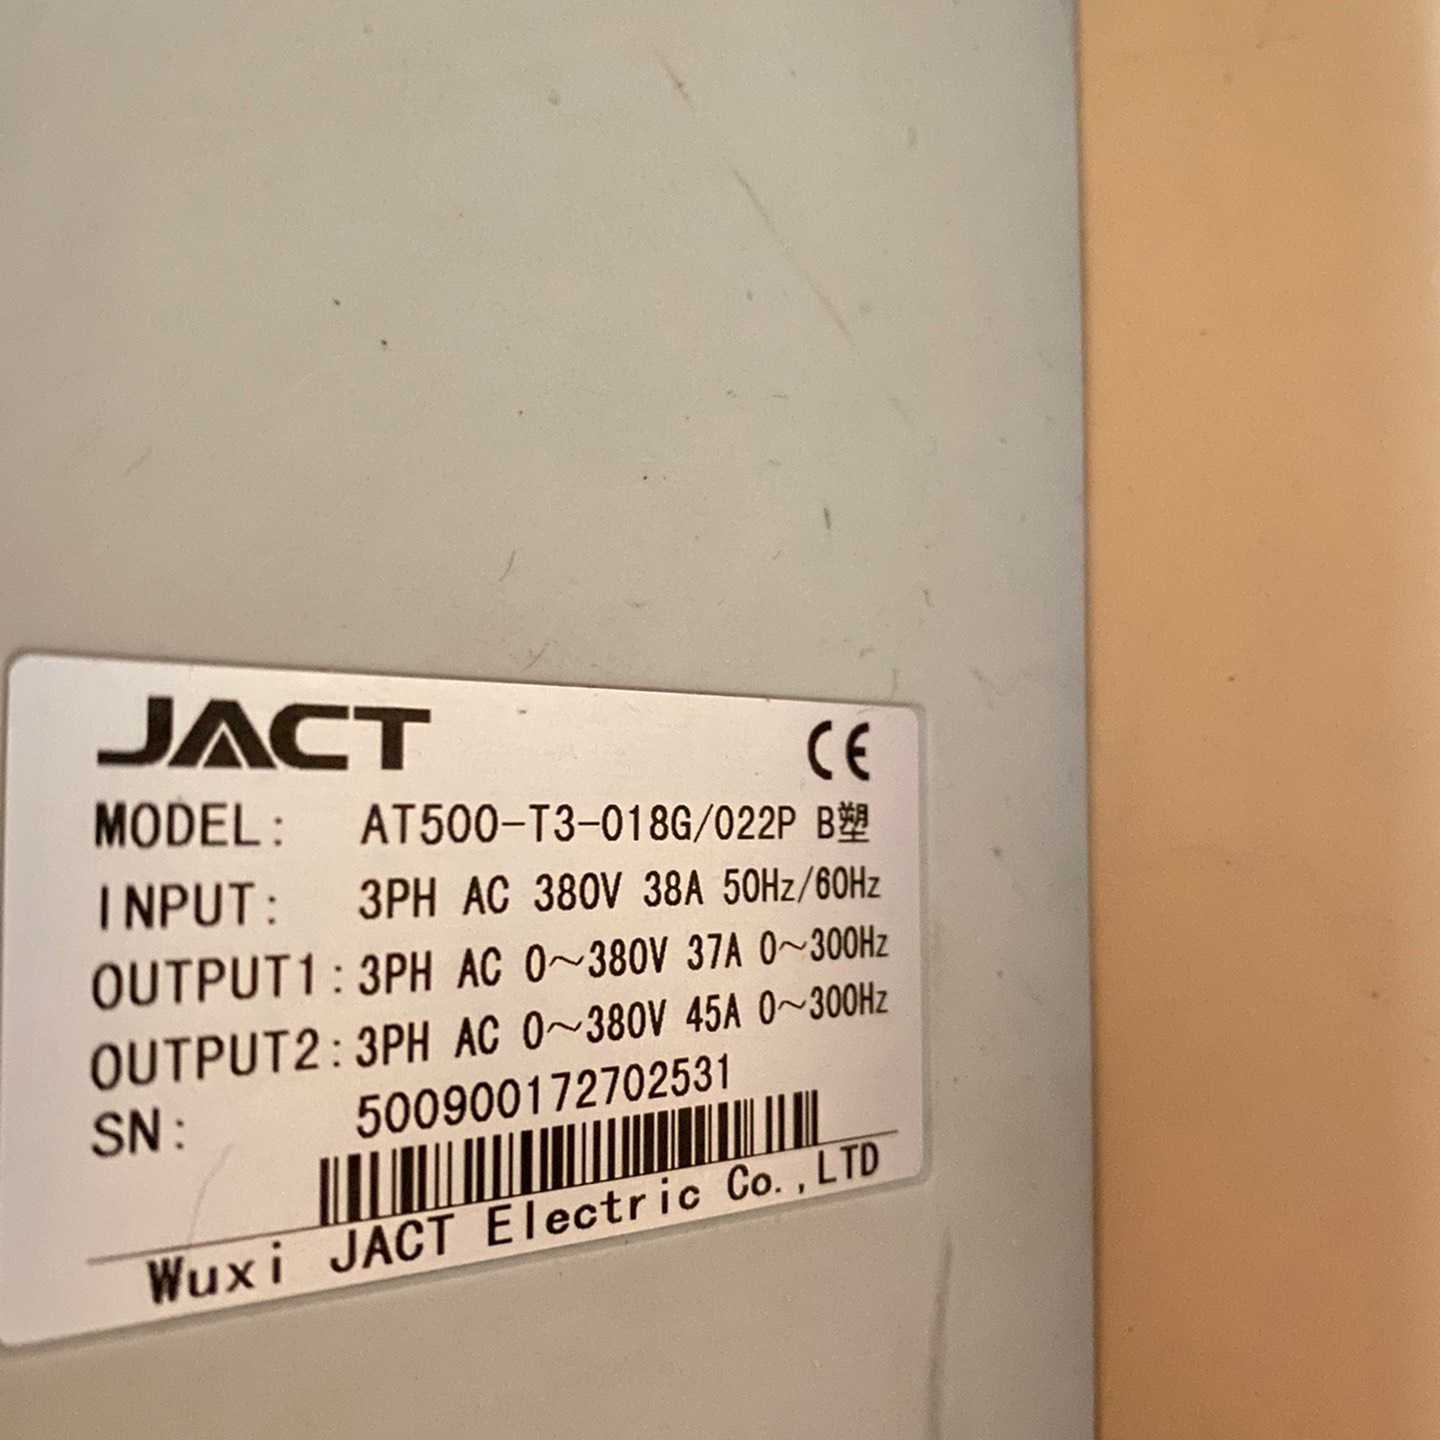 JACT CE
MODEL: AT500-T3-018G/022P B塑
INPUT: 3PH AC 380V 38A 50Hz/60Hz
OUTPUT1: 3PH AC 0~380V 37A 0~300Hz
OUTPUT2: 3PH AC 0~380V 45A 0~300Hz
SN: 500900172702531
Wuxi JACT Electric Co.,LTD